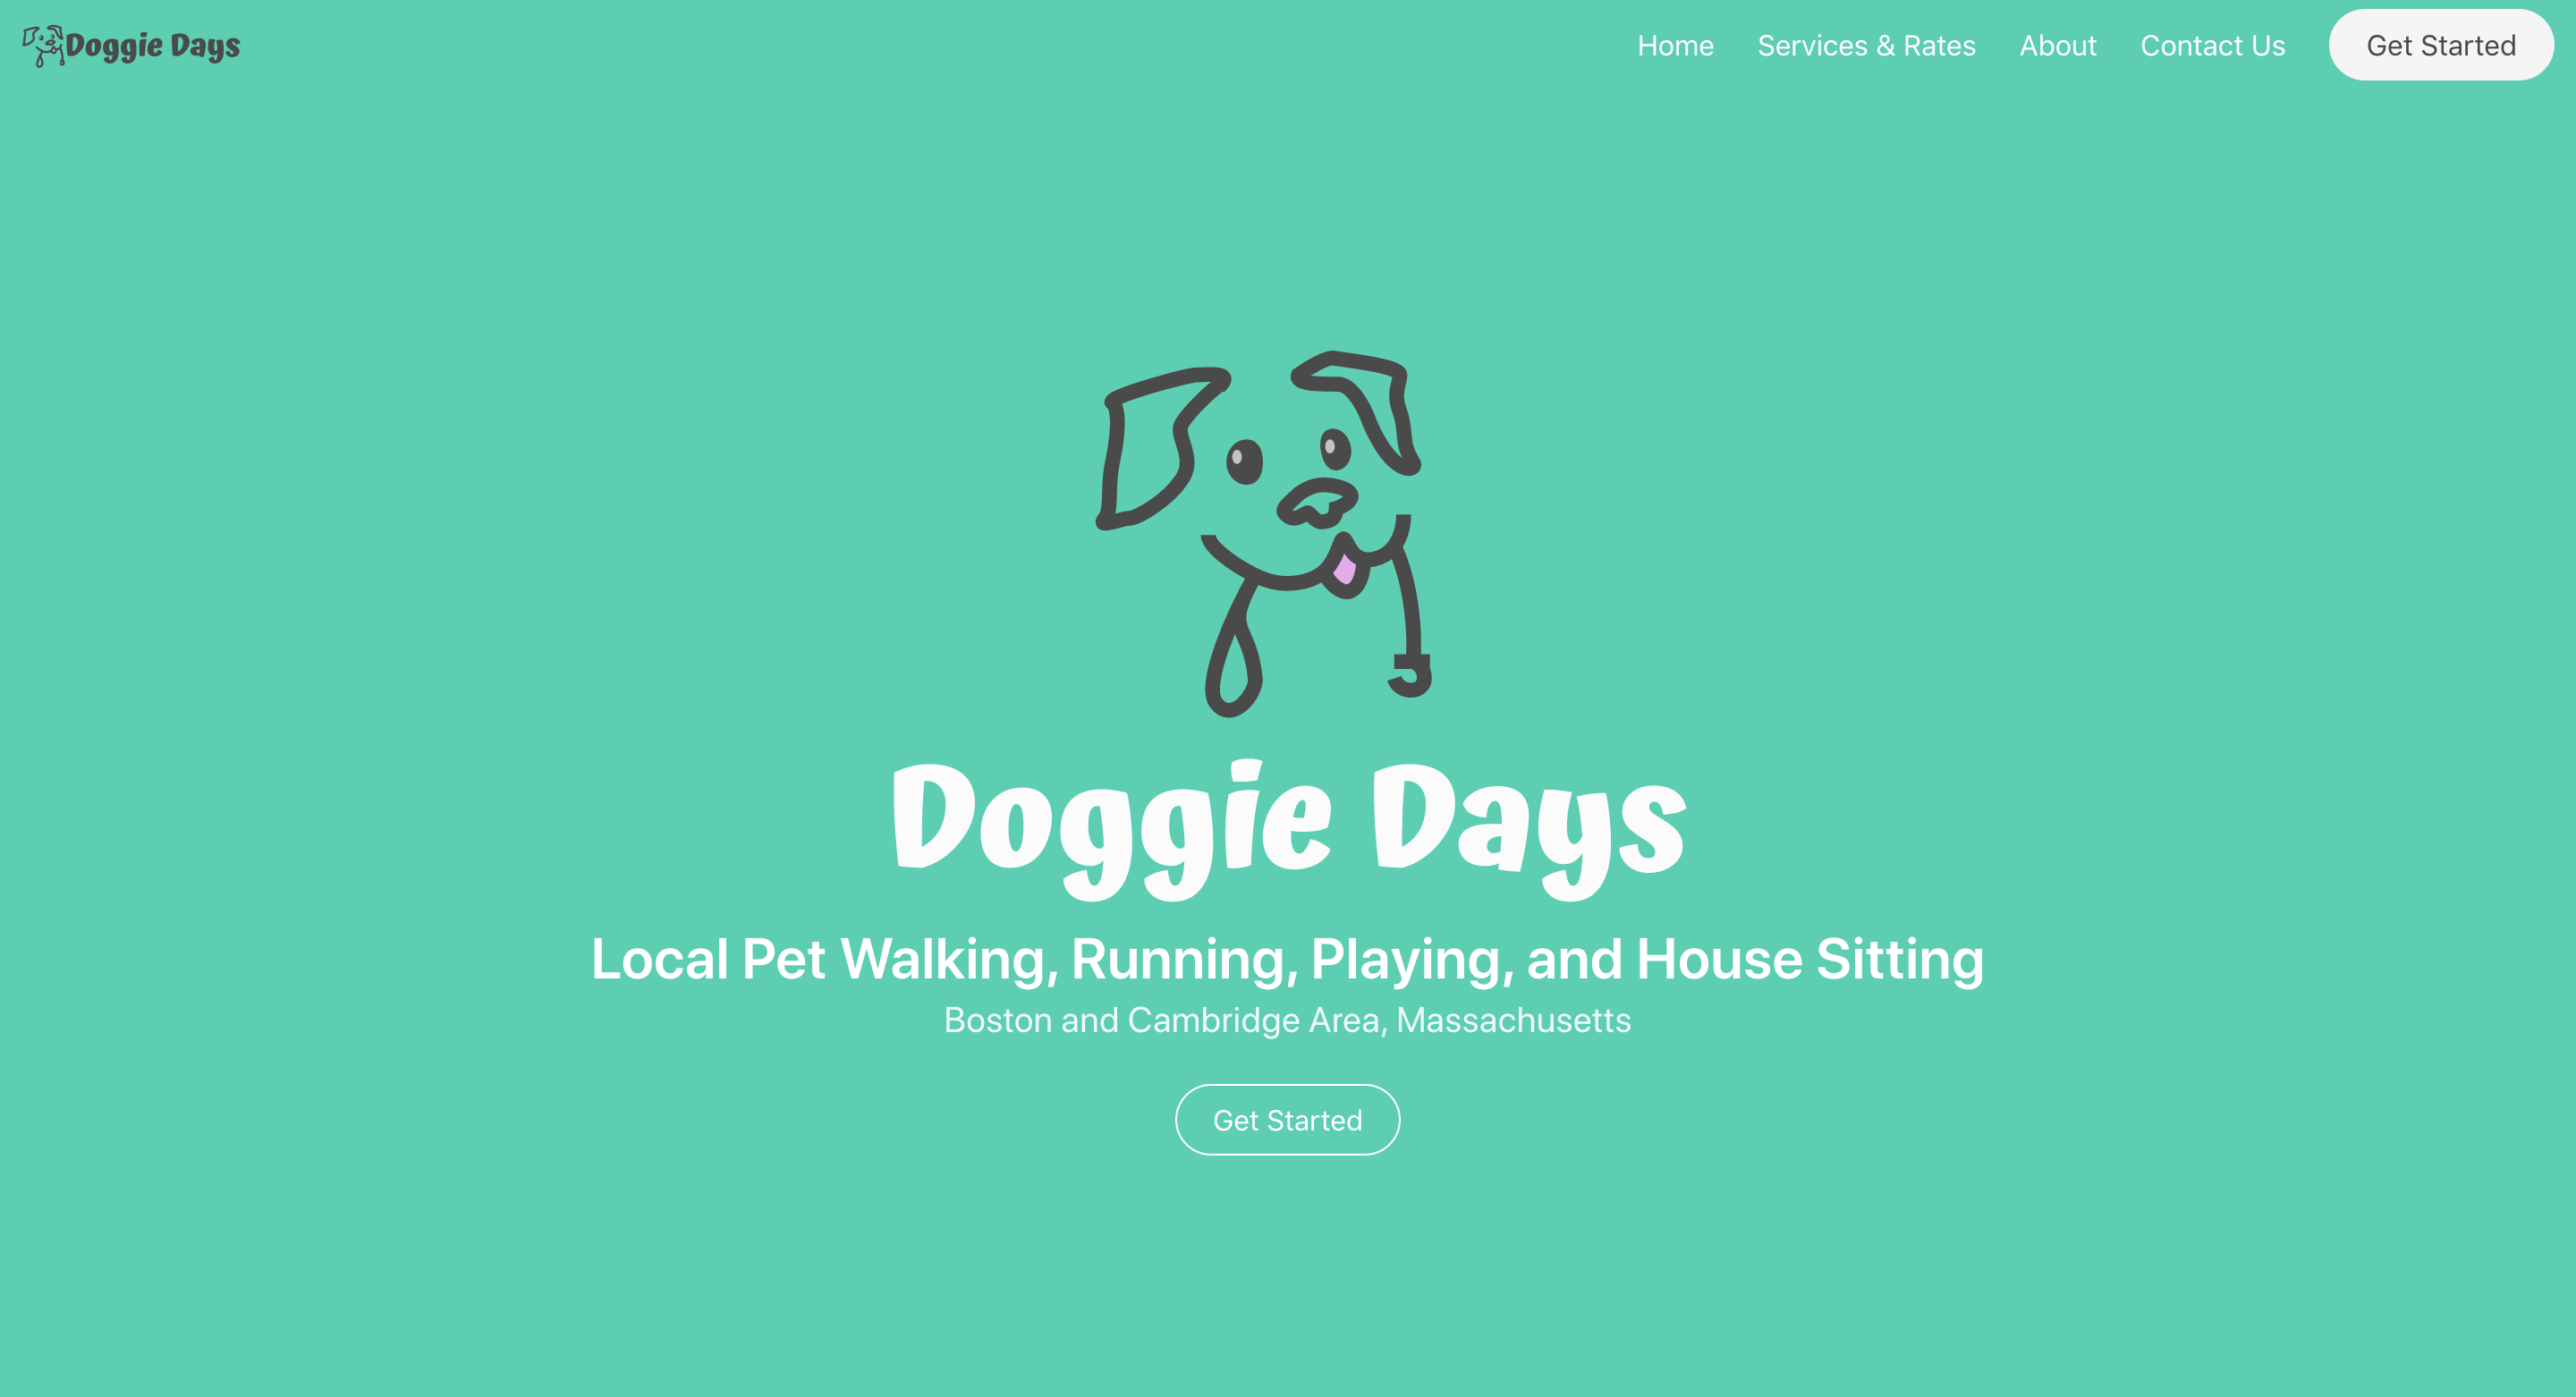 Doggie Days
Home Services & Rates About Contact Us Get Started
Doggie Days
Local Pet Walking, Running, Playing, and House Sitting
Boston and Cambridge Area, Massachusetts
Get Started